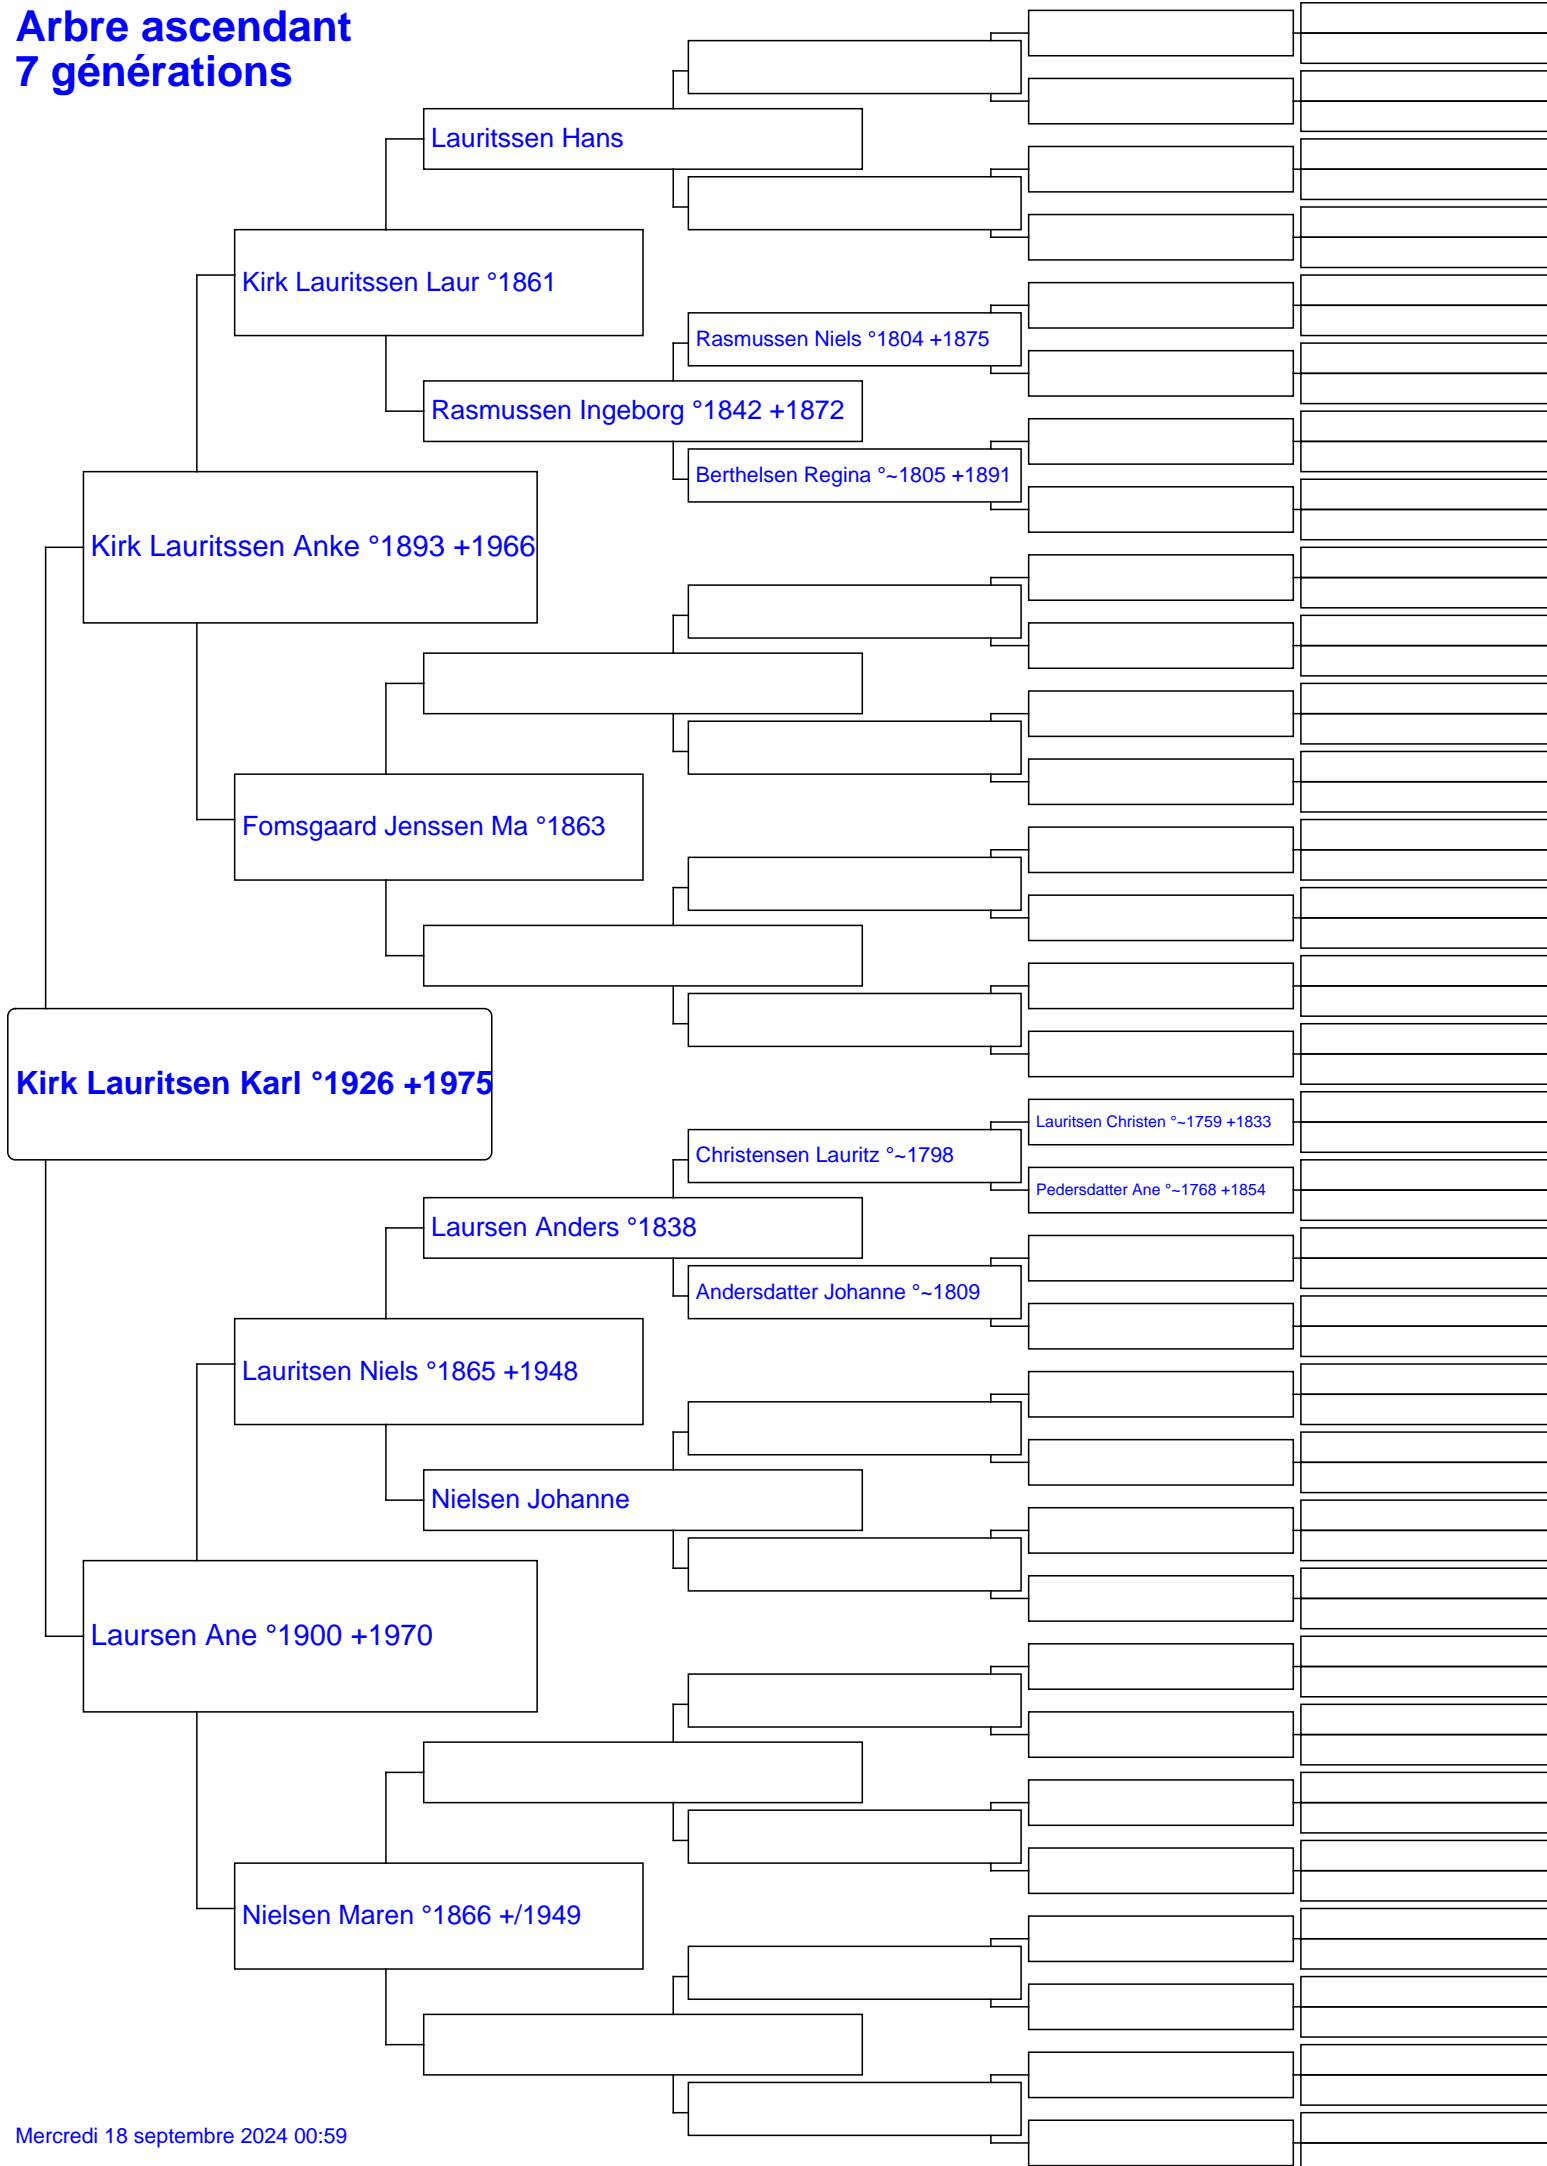 Arbre ascendant
7 générations
Lauritssen Hans
Kirk Lauritssen Laur °1861
Rasmussen Niels °1804 +1875
Rasmussen Ingeborg °1842 +1872
Berthelsen Regina °~1805 +1891
Kirk Lauritssen Anke °1893 +1966
Fomsgaard Jenssen Ma °1863
Kirk Lauritsen Karl °1926 +1975
Lauritsen Christen °~1759 +1833
Christensen Lauritz °~1798
Pedersdatter Ane °~1768 +1854
Laursen Anders °1838
Andersdatter Johanne °~1809
Lauritsen Niels °1865 +1948
Nielsen Johanne
Laursen Ane °1900 +1970
Nielsen Maren °1866 +/1949
Mercredi 18 septembre 2024 00:59